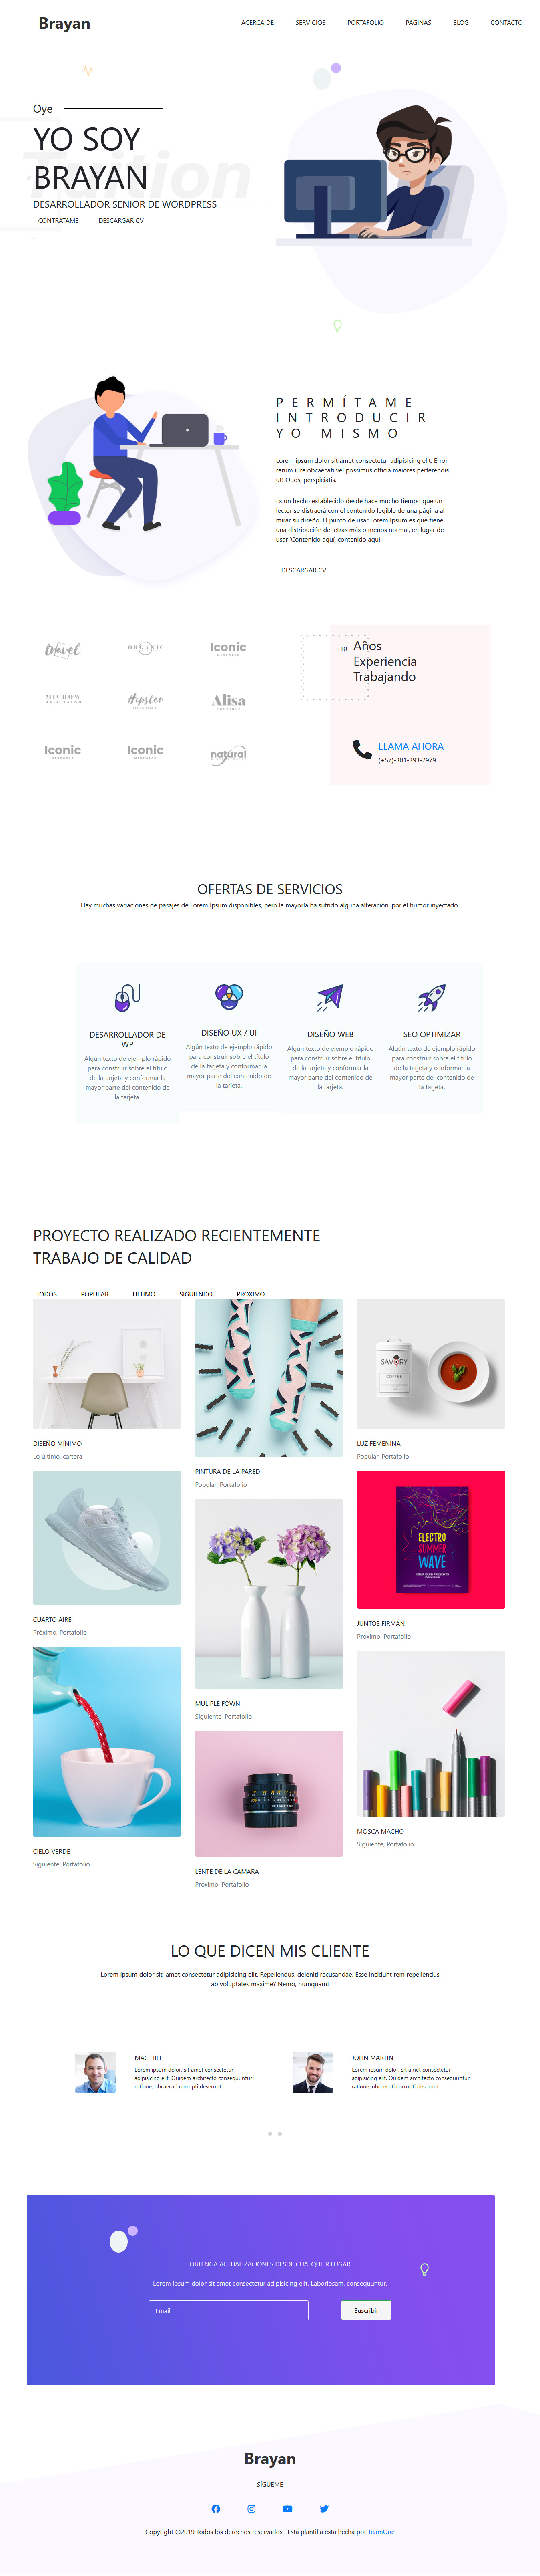 Brayan
ACERCA DE
SERVICIOS
PORTAFOLIO
PAGINAS
BLOG
CONTACTO
Oye
Tuition
YO SOY
BRAYAN
DESARROLLADOR SENIOR DE WORDPRESS
CONTRATAME
DESCARGAR CV
PERMÍTAME
INTRODUCIR
YO MISMO
Lorem ipsum dolor sit amet consectetur adipisicing elit. Error
rerum iure obcaecati vel possimus officia maiores perferendis
ut! Quos, perspiciatis.
Es un hecho establecido desde hace mucho tiempo que un
lector se distraerá con el contenido legible de una página al
mirar su diseño. El punto de usar Lorem Ipsum es que tiene
una distribución de letras más o menos normal, en lugar de
usar 'Contenido aquí, contenido aquí
DESCARGAR CV
travel
ORGANIC
Iconic
MICROW
HAIR SALON
Hipster
Alisa
BOUTIQUE
Iconic
Iconic
natural
10
Años
Experiencia
Trabajando
LLAMA AHORA
(+57)-301-393-2979
OFERTAS DE SERVICIOS
Hay muchas variaciones de pasajes de Lorem Ipsum disponibles, pero la mayoría ha sufrido alguna alteración, por el humor inyectado.
DESARROLLADOR DE
WP
Algún texto de ejemplo rápido
para construir sobre el título
de la tarjeta y conformar la
mayor parte del contenido de
la tarjeta.
DISEÑO UX / UI
Algún texto de ejemplo rápido
para construir sobre el título
de la tarjeta y conformar la
mayor parte del contenido de
la tarjeta.
DISEÑO WEB
Algún texto de ejemplo rápido
para construir sobre el título
de la tarjeta y conformar la
mayor parte del contenido de
la tarjeta.
SEO OPTIMIZAR
Algún texto de ejemplo rápido
para construir sobre el título
de la tarjeta y conformar la
mayor parte del contenido de
la tarjeta.
PROYECTO REALIZADO RECIENTEMENTE
TRABAJO DE CALIDAD
TODOS
POPULAR
ULTIMO
SIGUIENDO
PROXIMO
DISEÑO MÍNIMO
Lo último, cartera
CUARTO AIRE
Próximo, Portafolio
CIELO VERDE
Siguiente, Portafolio
PINTURA DE LA PARED
Popular, Portafolio
MULIPLE FOWN
Siguiente, Portafolio
LENTE DE LA CÁMARA
Próximo, Portafolio
SAVORY
COFFEE
LUZ FEMENINA
Popular, Portafolio
ELECTRO
SUMMER
WAVE
JUNTOS FIRMAN
Próximo, Portafolio
MOSCA MACHO
Siguiente, Portafolio
LO QUE DICEN MIS CLIENTE
Lorem ipsum dolor sit, amet consectetur adipisicing elit. Repellendus, deleniti recusandae. Esse incidunt rem repellendus
ab voluptates maxime? Nemo, numquam!
MAC HILL
Lorem ipsum dolor, sit amet consectetur
adipisicing elit. Quidem architecto consequuntur
ratione, obcaecati corrupti deserunt.
JOHN MARTIN
Lorem ipsum dolor, sit amet consectetur
adipisicing elit. Quidem architecto consequuntur
ratione, obcaecati corrupti deserunt.
OBTENGA ACTUALIZACIONES DESDE CUALQUIER LUGAR
Lorem ipsum dolor sit amet consectetur adipisicing elit. Laboriosam, consequuntur.
Email
Suscribir
Brayan
SÍGUEME
Copyright ©2019 Todos los derechos reservados | Esta plantilla está hecha por TeamOne